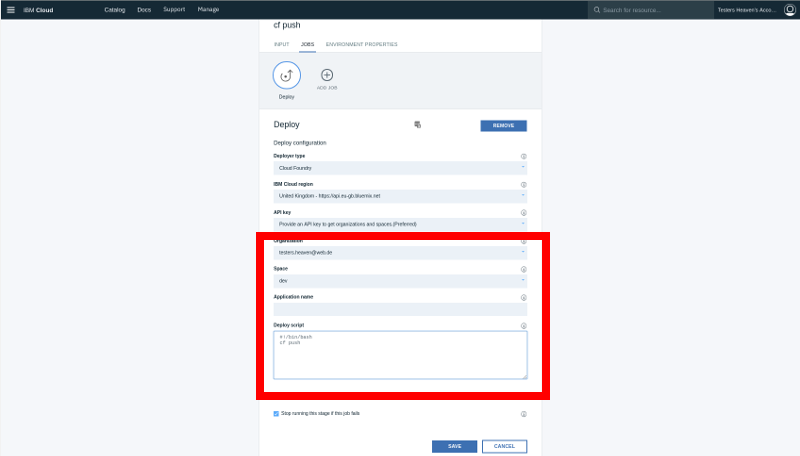 IBM Cloud
Catalog Docs Support Manage
Search for resource...
Testers Heaven's Acco...
cf push
INPUT JOBS ENVIRONMENT PROPERTIES
Deploy
ADD JOB
Deploy
REMOVE
Deploy configuration
Deployer type
Cloud Foundry
IBM Cloud region
United Kingdom - https://api.eu-gb.bluemix.net
API key
Provide an API key to get organizations and spaces (Preferred)
Organization
testers.heaven@web.de
Space
dev
Application name
Deploy script
#!/bin/bash
cf push
Stop running this stage if this job fails
SAVE CANCEL